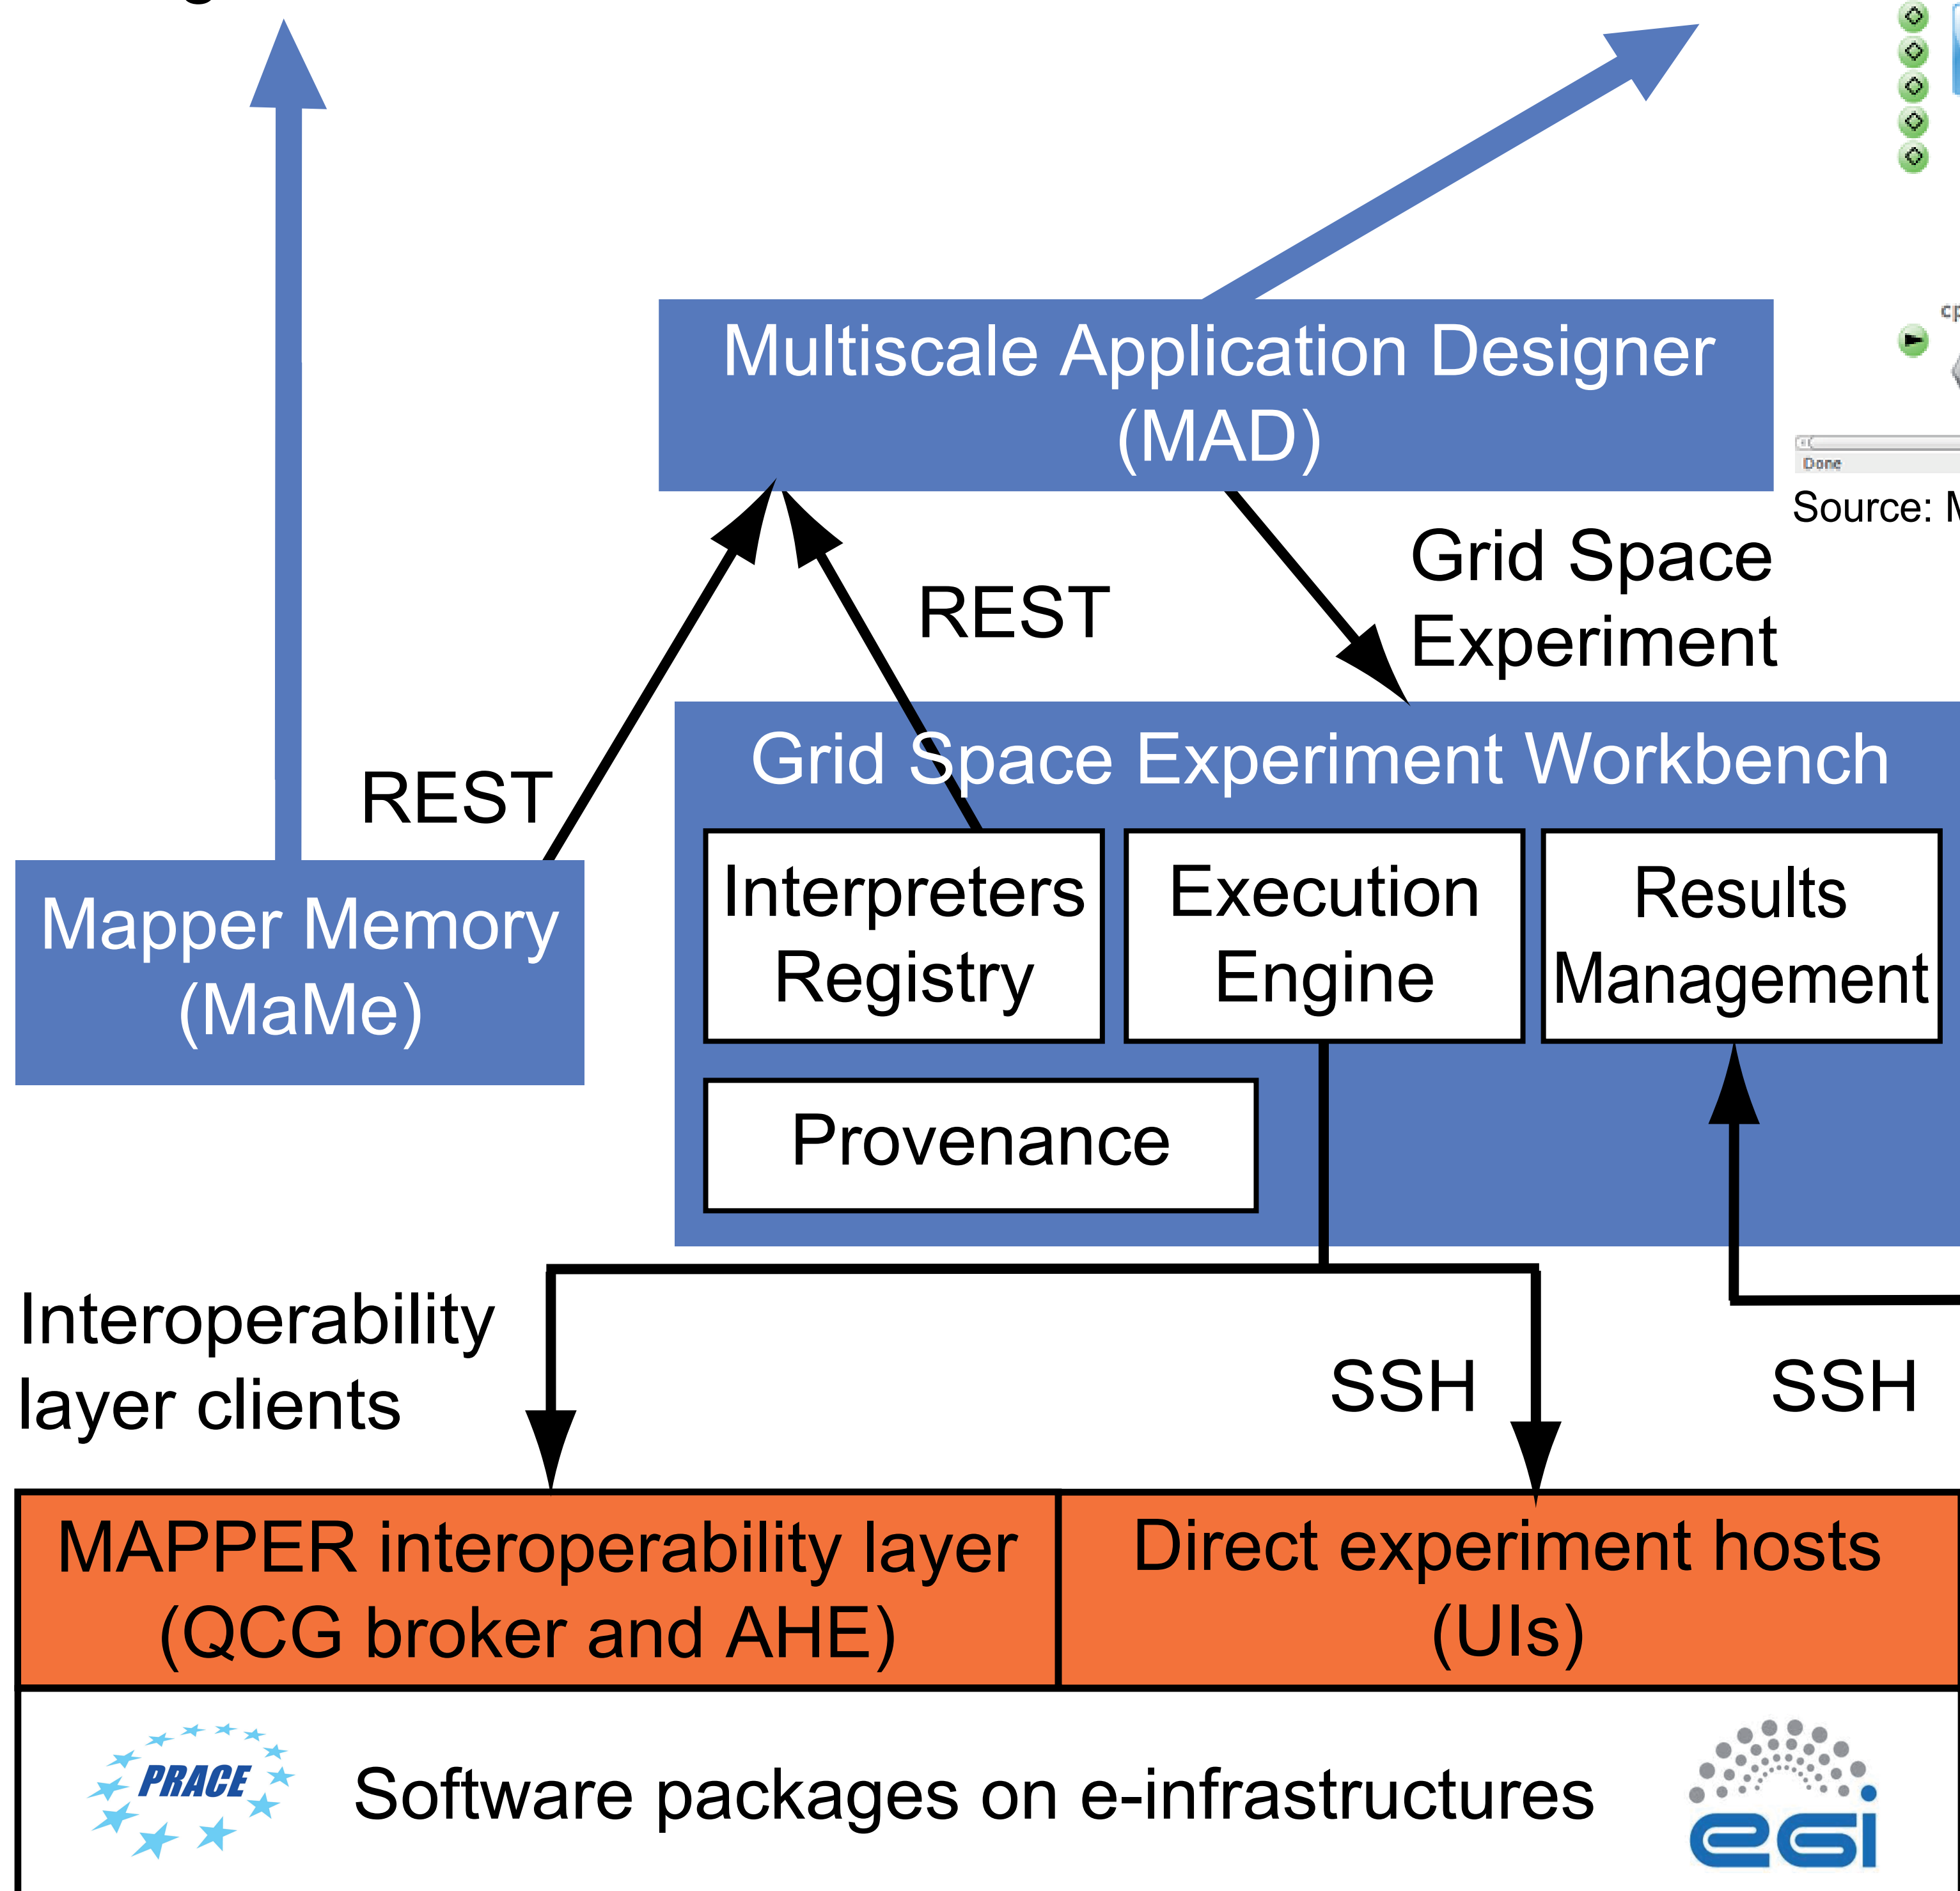 Multiscale Application Designer
(MAD)
Done
Source:
Grid Space
Experiment
REST
REST
Grid Space Experiment Workbench
Mapper Memory
(MaMe)
Interpreters
Registry
Execution
Engine
Results
Management
Provenance
Interoperability
layer clients
SSH
SSH
MAPPER interoperability layer
(QCG broker and AHE)
Direct experiment hosts
(UIs)
PRACE
Software packages on e-infrastructures
egi